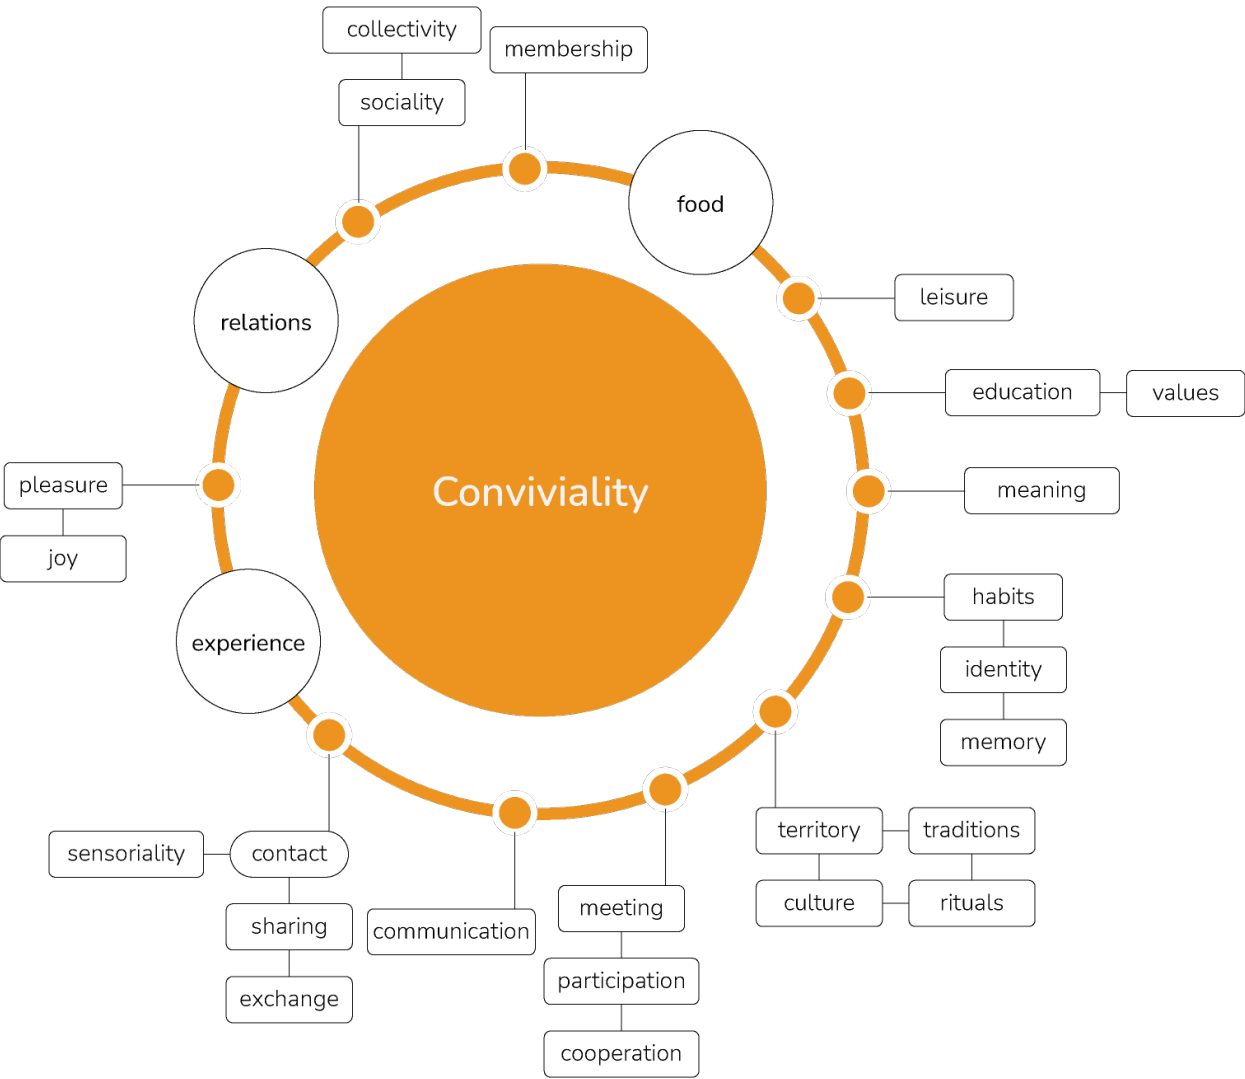 collectivity
membership
sociality
food
leisure
relations
education
values
Conviviality
pleasure
meaning
joy
habits
experience
identity
memory
territory
traditions
sensoriality
contact
culture
rituals
meeting
sharing
communication
participation
exchange
cooperation